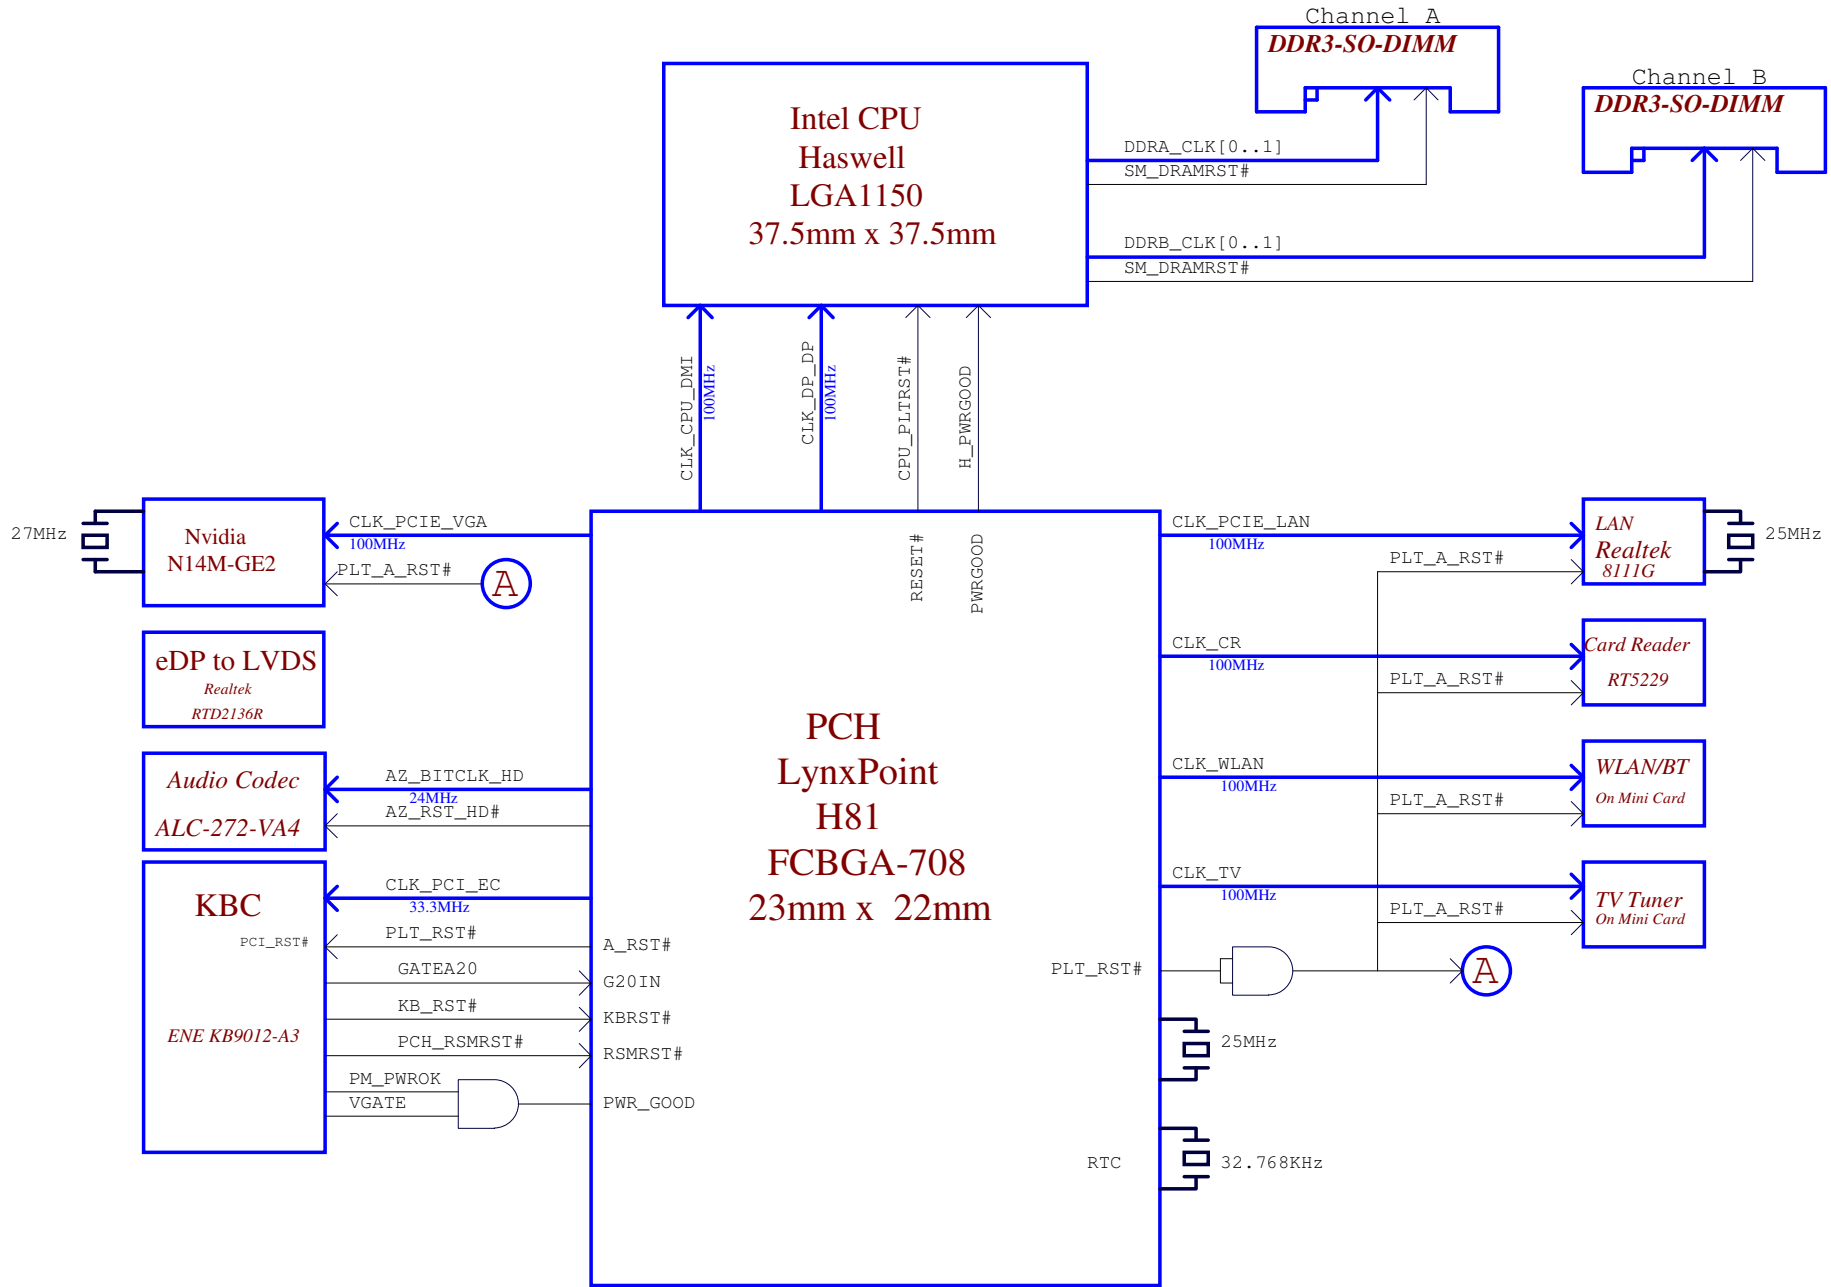 Channel A
DDR3-SO-DIMM
Channel B
DDR3-SO-DIMM
Intel CPU
Haswell
LGA1150
37.5mm x 37.5mm
DDRA_CLK[0..1]
SM_DRAMRST#
DDRB_CLK[0..1]
SM_DRAMRST#
CLK_CPU_DMI
100MHz
CLK_DP_DP
100MHz
CPU_PLTRST#
H_PWRGOOD
RESET#
PWRGOOD
27MHz
Nvidia
N14M-GE2
CLK_PCIE_VGA
100MHz
PLT_A_RST#
A
eDP to LVDS
Realtek
RTD2136R
Audio Codec
ALC-272-VA4
AZ_BITCLK_HD
24MHz
AZ_RST_HD#
KBC
PCI_RST#
ENE KB9012-A3
CLK_PCI_EC
33.3MHz
PLT_RST#
GATEA20
KB_RST#
PCH_RSMRST#
PM_PWROK
VGATE
A_RST#
G20IN
KBRST#
RSMRST#
PWR_GOOD
PCH
LynxPoint
H81
FCBGA-708
23mm x 22mm
CLK_PCIE_LAN
100MHz
PLT_A_RST#
LAN
Realtek
8111G
25MHz
CLK_CR
100MHz
PLT_A_RST#
Card Reader
RT5229
CLK_WLAN
100MHz
PLT_A_RST#
WLAN/BT
On Mini Card
CLK_TV
100MHz
PLT_A_RST#
TV Tuner
On Mini Card
PLT_RST#
A
25MHz
RTC
32.768KHz